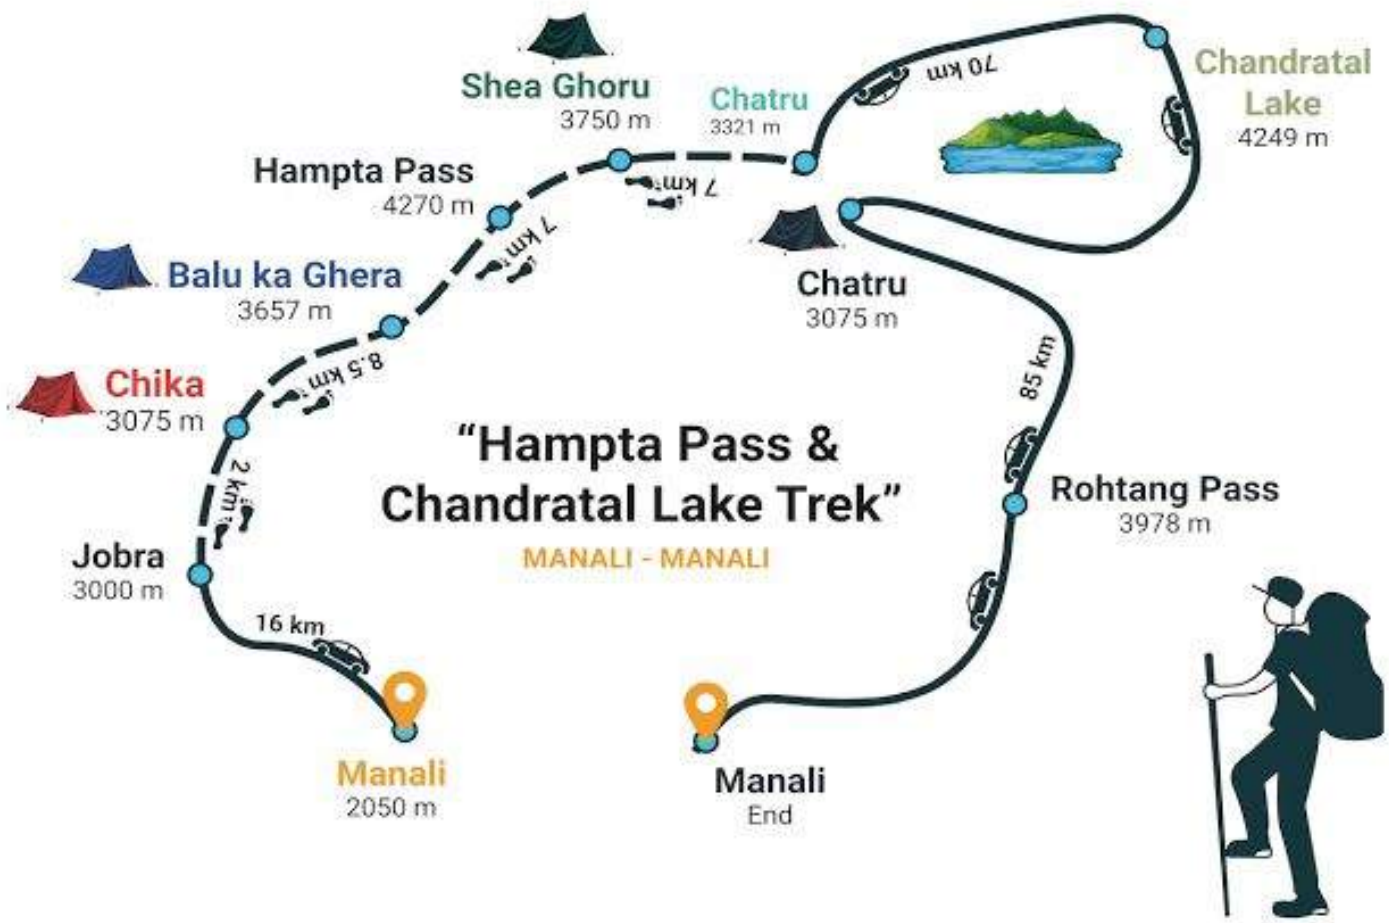 Shea Ghoru
3750 m
Chatru
3321 m
70 km
Chandratal
Lake
4249 m
Hampta Pass
4270 m
7 km
7 km
Balu ka Ghera
3657 m
Chatru
3075 m
8.5 km
85 km
Chika
3075 m
2 km
“Hampta Pass &
Chandratal Lake Trek”
MANALI - MANALI
Rohtang Pass
3978 m
Jobra
3000 m
16 km
Manali
2050 m
Manali
End